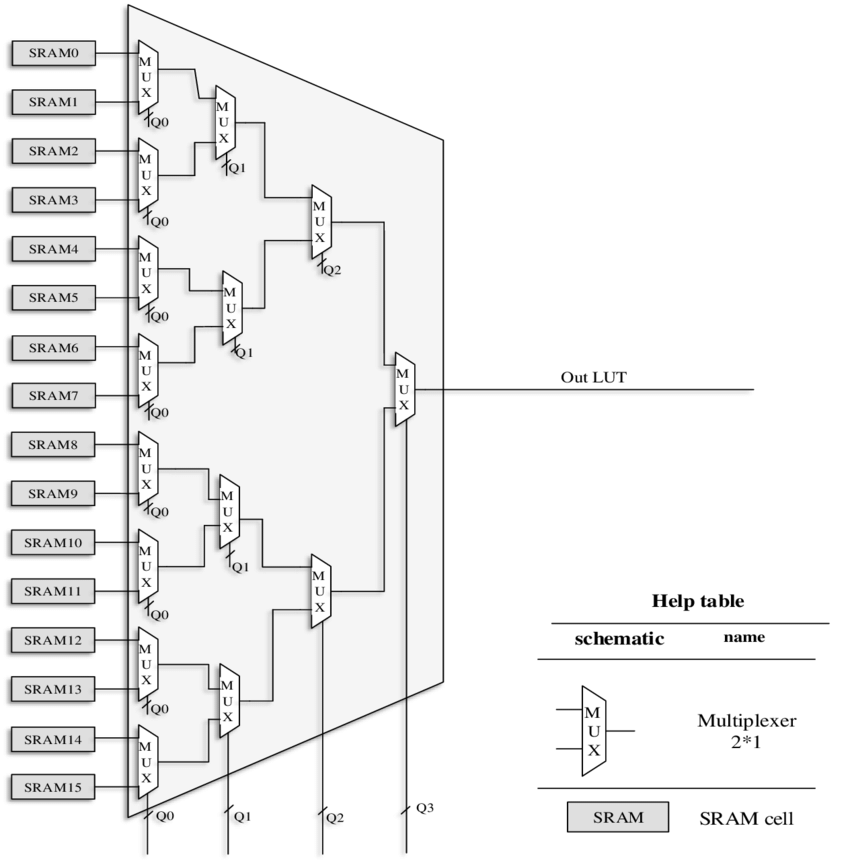 SRAM0
SRAM1
SRAM2
SRAM3
SRAM4
SRAM5
SRAM6
SRAM7
SRAM8
SRAM9
SRAM10
SRAM11
SRAM12
SRAM13
SRAM14
SRAM15
MUX
MUX
MUX
MUX
MUX
MUX
MUX
MUX
Q0
Q0
Q0
Q0
Q0
Q0
Q0
Q0
MUX
MUX
MUX
MUX
Q1
Q1
Q1
Q1
MUX
MUX
Q2
Q2
MUX
Q3
Out LUT
Help table
schematic name
MUX
Multiplexer
2*1
SRAM SRAM cell